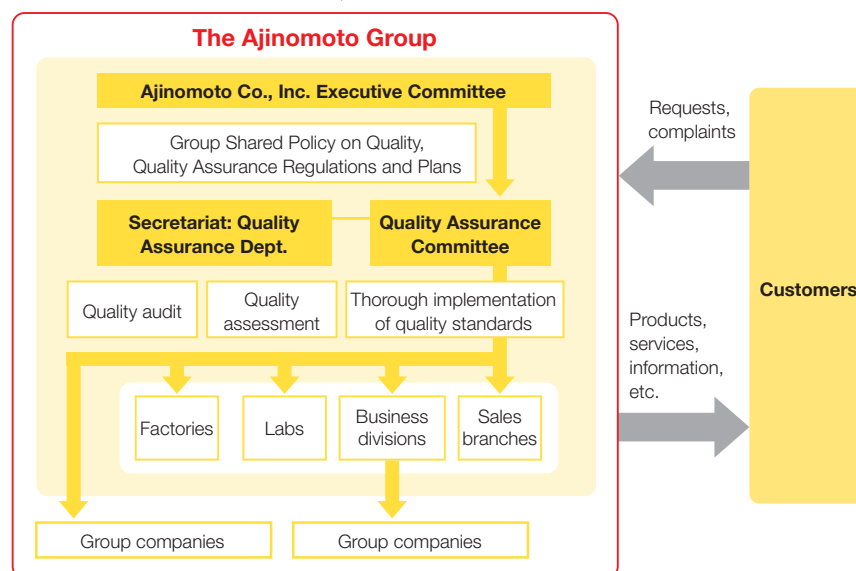 The Ajinomoto Group
Ajinomoto Co., Inc. Executive Committee
Group Shared Policy on Quality,
Quality Assurance Regulations and Plans
Secretariat: Quality
Assurance Dept.
Quality Assurance
Committee
Quality audit
Quality
assessment
Thorough implementation
of quality standards
Factories
Labs
Business
divisions
Sales
branches
Group companies
Group companies
Requests,
complaints
Products,
services,
information,
etc.
Customers